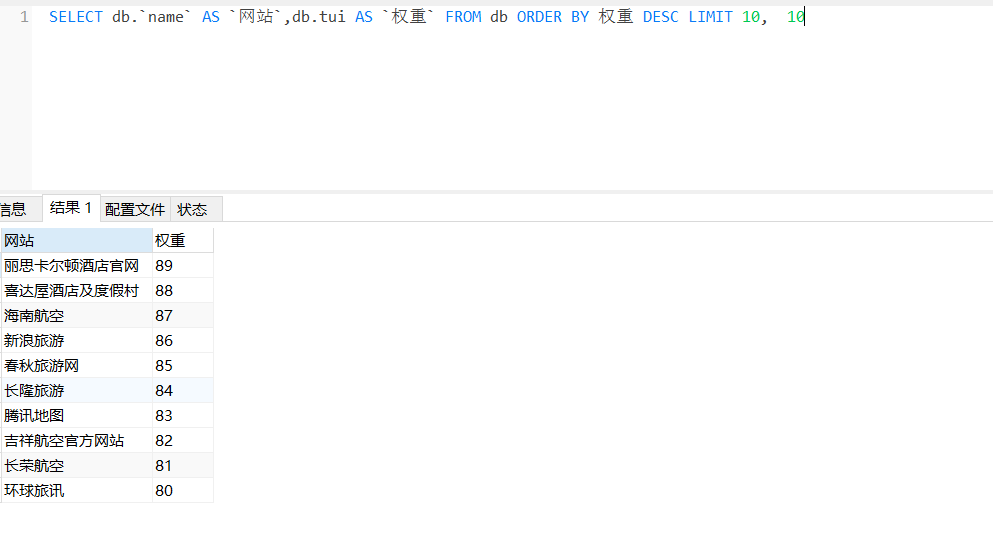 1 SELECT db.`name` AS `网站`,db.tui AS `权重` FROM db ORDER BY 权重 DESC LIMIT 10, 10
信息 结果 1 配置文件 状态
网站 权重
丽思卡尔顿酒店官网 89
喜达屋酒店及度假村 88
海南航空 87
新浪旅游 86
春秋旅游网 85
长隆旅游 84
腾讯地图 83
吉祥航空官方网站 82
长荣航空 81
环球旅讯 80